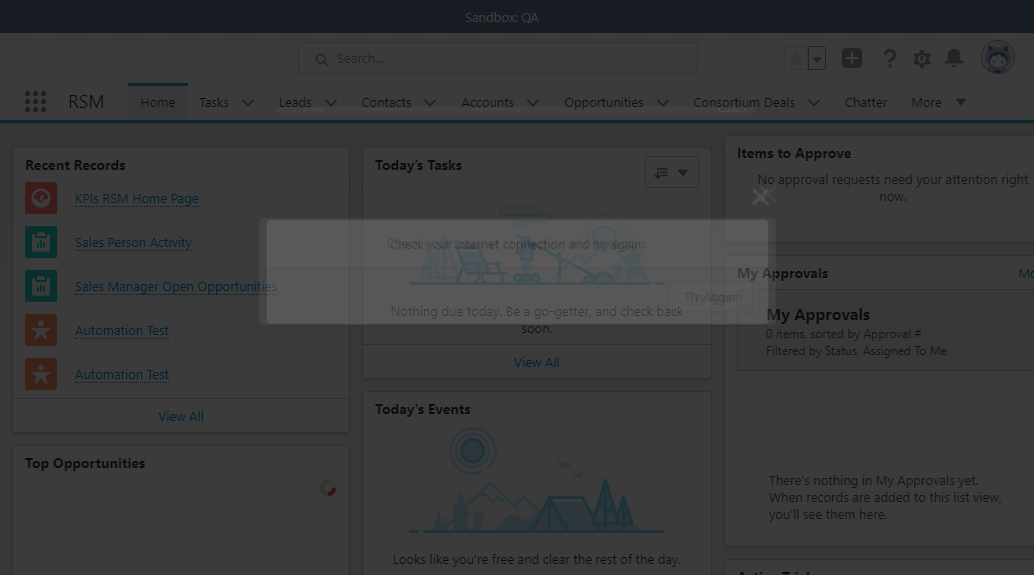 Sandbox: QA
Search...
RSM
Home
Tasks
Leads
Contacts
Accounts
Opportunities
Consortium Deals
Chatter
More
Recent Records
KPIs RSM Home Page
Sales Person Activity
Sales Manager Open Opportunities
Automation Test
Automation Test
View All
Top Opportunities
Today's Tasks
Check your internet connection and try again.
Try Again
Nothing due today. Be a go-getter, and check back
soon.
View All
Today's Events
Looks like you're free and clear the rest of the day.
Items to Approve
No approval requests need your attention right
now.
My Approvals
My Approvals
0 items, sorted by Approval #
Filtered by Status, Assigned To Me
There's nothing in My Approvals yet.
When records are added to this list view,
you'll see them here.